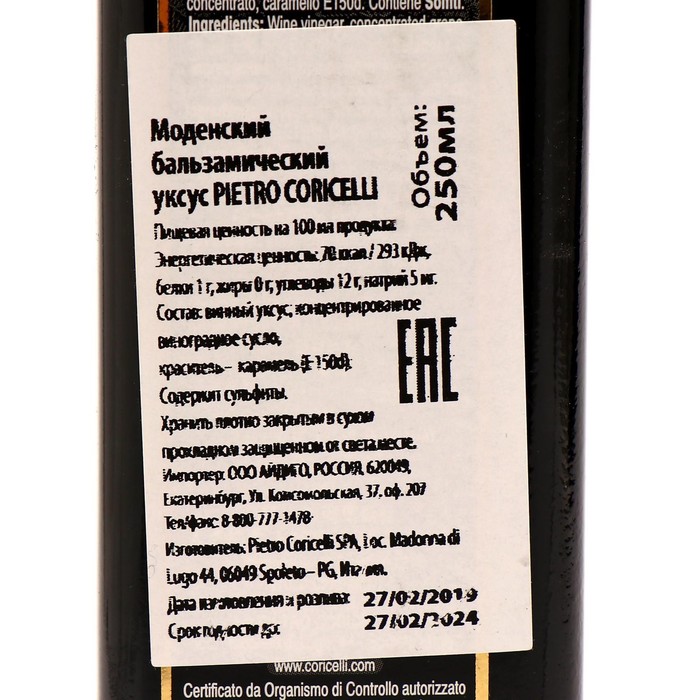 concentrato, caramello E150d. Contiene Solfiti.
Ingredients: Wine vinegar, concentrated grape
Моденский
бальзамический
уксус PIETRO CORICELLI
Объем:
250мл
Пищевая ценность на 100 мл продукта:
Энергетическая ценность: 70 ккал / 293 кДж,
белки 1 г, жиры 0 г, углеводы 12 г, натрий 5 мг.
Состав: винный уксус; концентрированное
виноградное сусло,
краситель – карамель (E 150d).
Содержит сульфиты.
EAC
Хранить плотно закрытым в сухом
прохладном защищенном от света месте.
Импортер: ООО АЙДИГО, РОССИЯ, 620049,
Екатеринбург, Ул. Комсомольская, 37, оф. 207
Тел/факс: 8-800-777-1478
Изготовитель: Pietro Coricelli SPA, Loc. Madonna di
Lugo 44, 06049 Spoleto – PG, Италия.
Дата изготовления и розлива: 27/02/2019
Срок годности до: 27/02/2024
www.coricelli.com
Certificato da Organismo di Controllo autorizzato